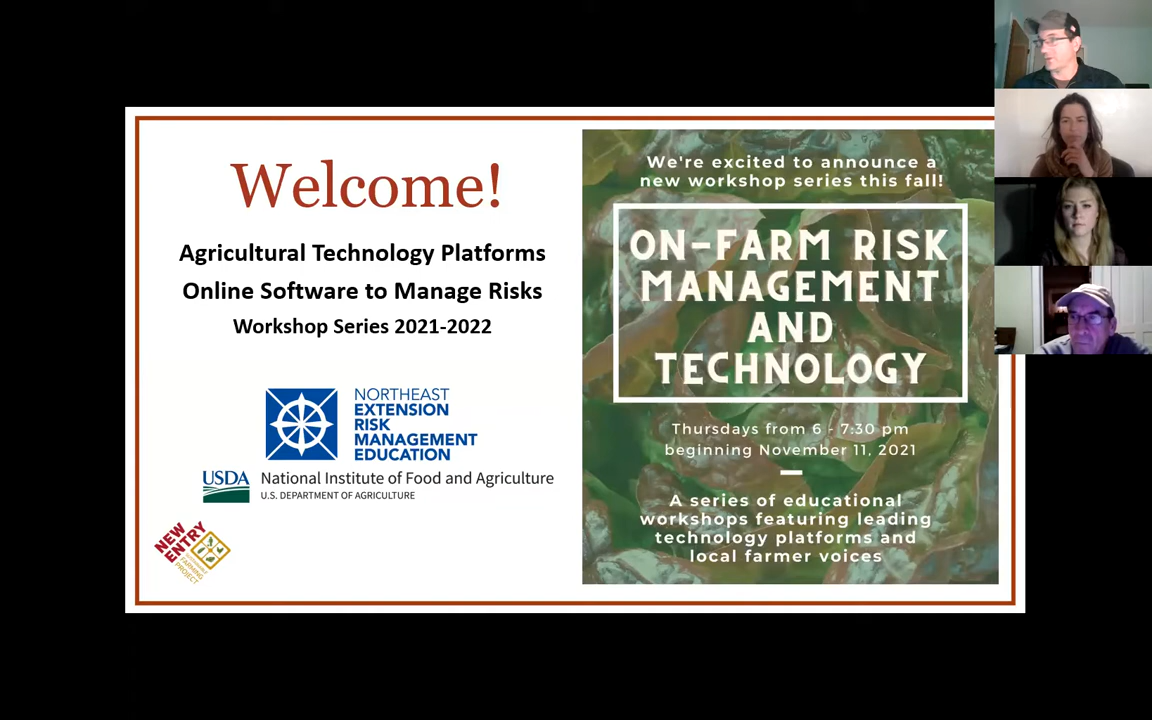 Welcome!
Agricultural Technology Platforms
Online Software to Manage Risks
Workshop Series 2021-2022
NORTHEAST
EXTENSION
RISK
MANAGEMENT
EDUCATION
USDA
National Institute of Food and Agriculture
U.S. DEPARTMENT OF AGRICULTURE
NEW
ENTRY
FARMING
PROJECT
We're excited to announce a
new workshop series this fall!
ON-FARM RISK
MANAGEMENT
AND
TECHNOLOGY
Thursdays from 6 - 7:30 pm
beginning November 11, 2021
A series of educational
workshops featuring leading
technology platforms and
local farmer voices